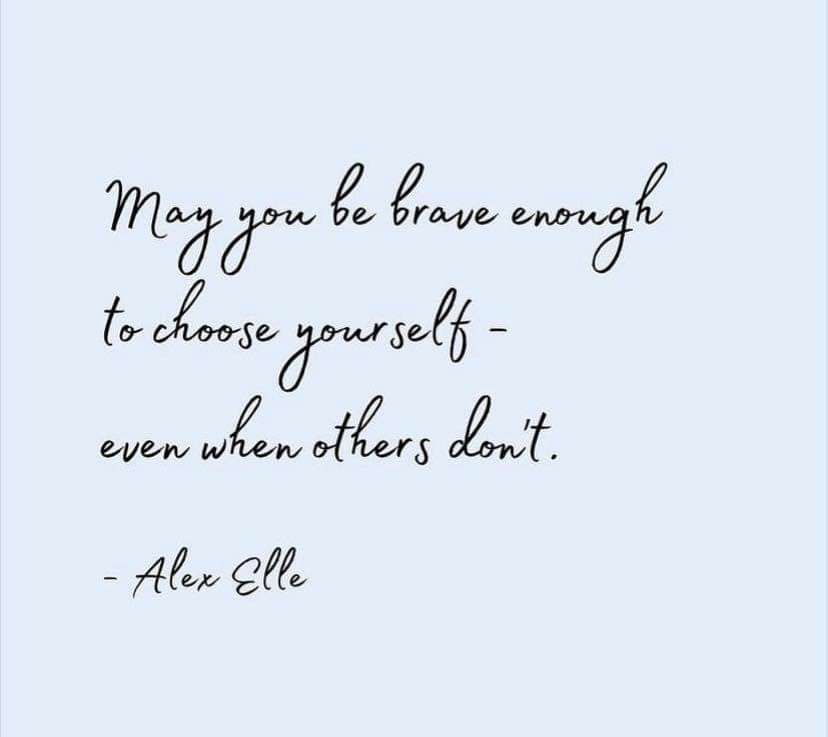 May you be brave enough
to choose yourself -
even when others don't.
- Alex Elle